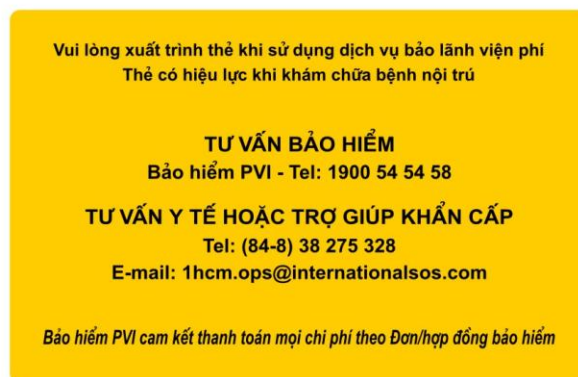 Vui lòng xuất trình thẻ khi sử dụng dịch vụ bảo lãnh viện phí
Thẻ có hiệu lực khi khám chữa bệnh nội trú
TƯ VẤN BẢO HIỂM
Bảo hiểm PVI - Tel: 1900 54 54 58
TƯ VẤN Y TẾ HOẶC TRỢ GIÚP KHẨN CẤP
Tel: (84-8) 38 275 328
E-mail: 1hcm.ops@internationalsos.com
Bảo hiểm PVI cam kết thanh toán mọi chi phí theo Đơn/hợp đồng bảo hiểm